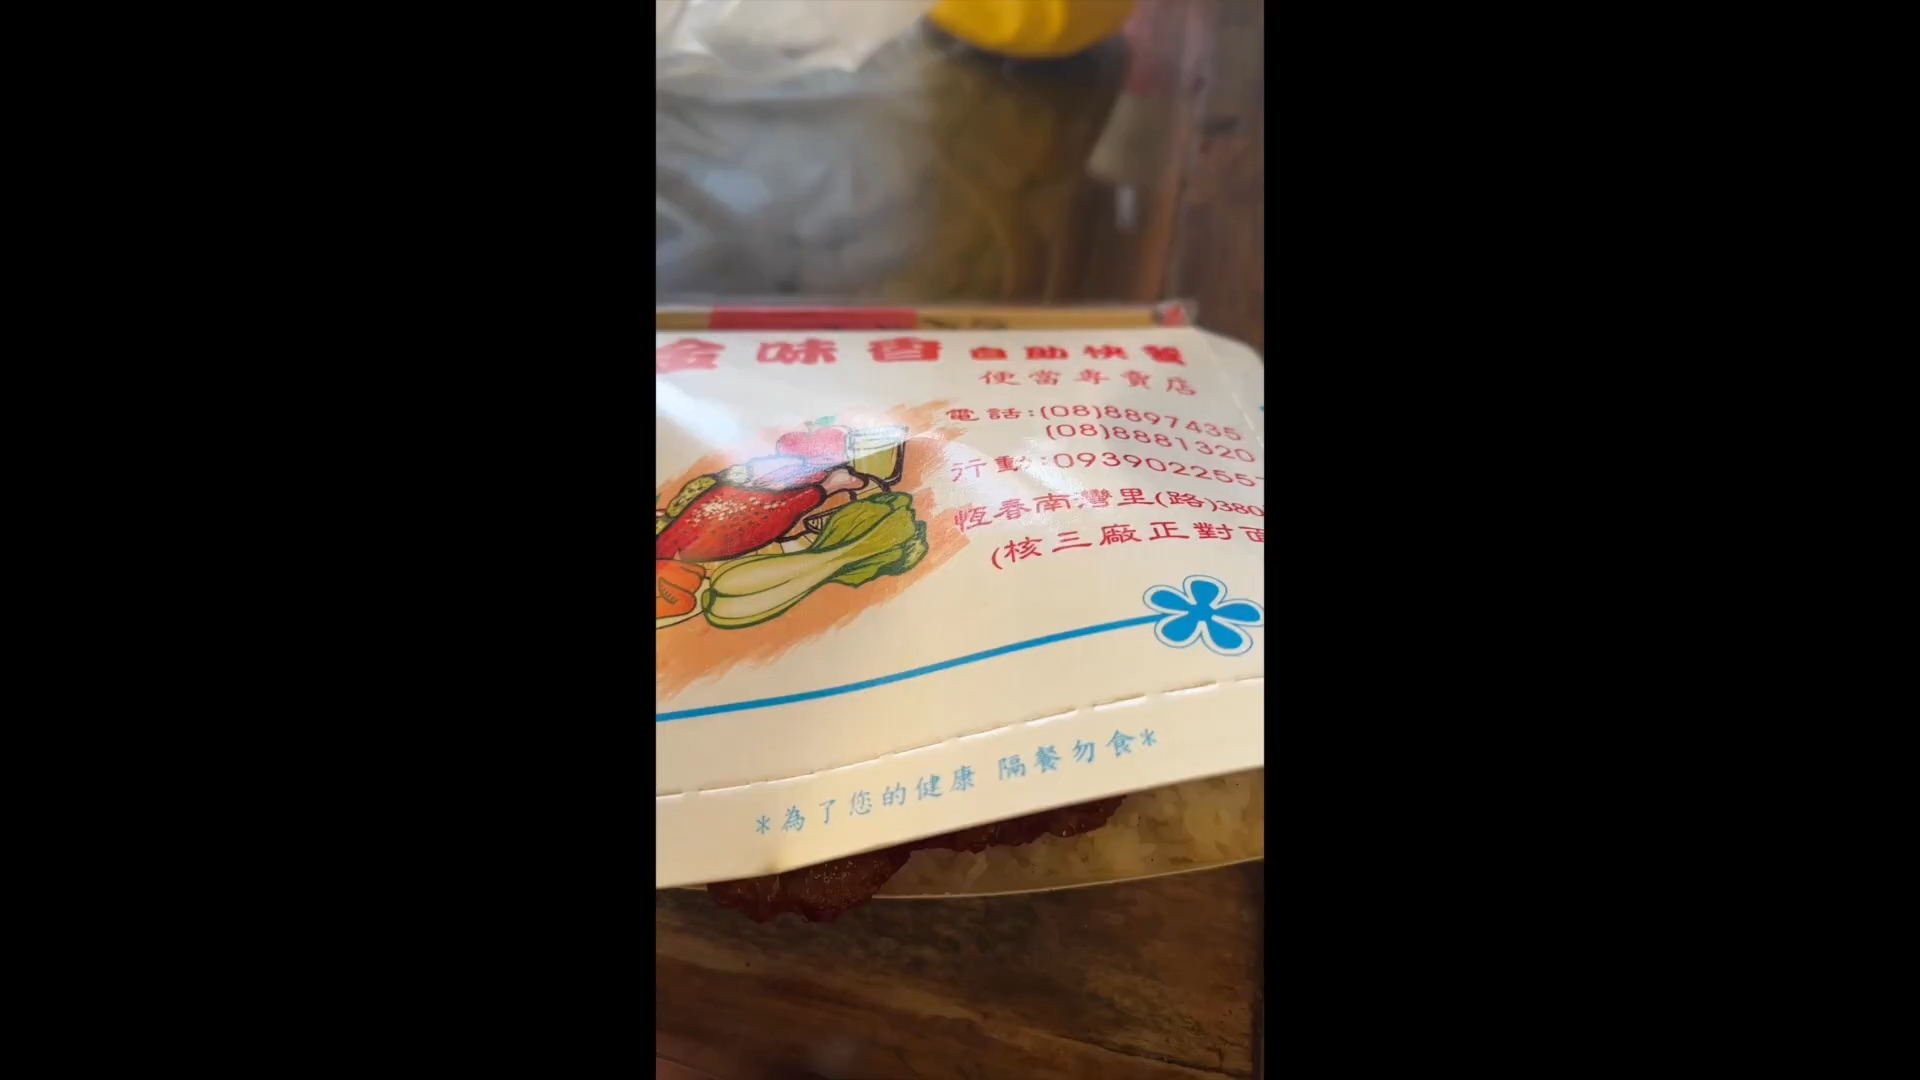 金味香 自助快餐
便當專賣店
電話:(08)8897435
(08)8881320
行動:093902255
恆春南灣里(路)380
(核三廠正對面
*為了您的健康 隔餐勿食*